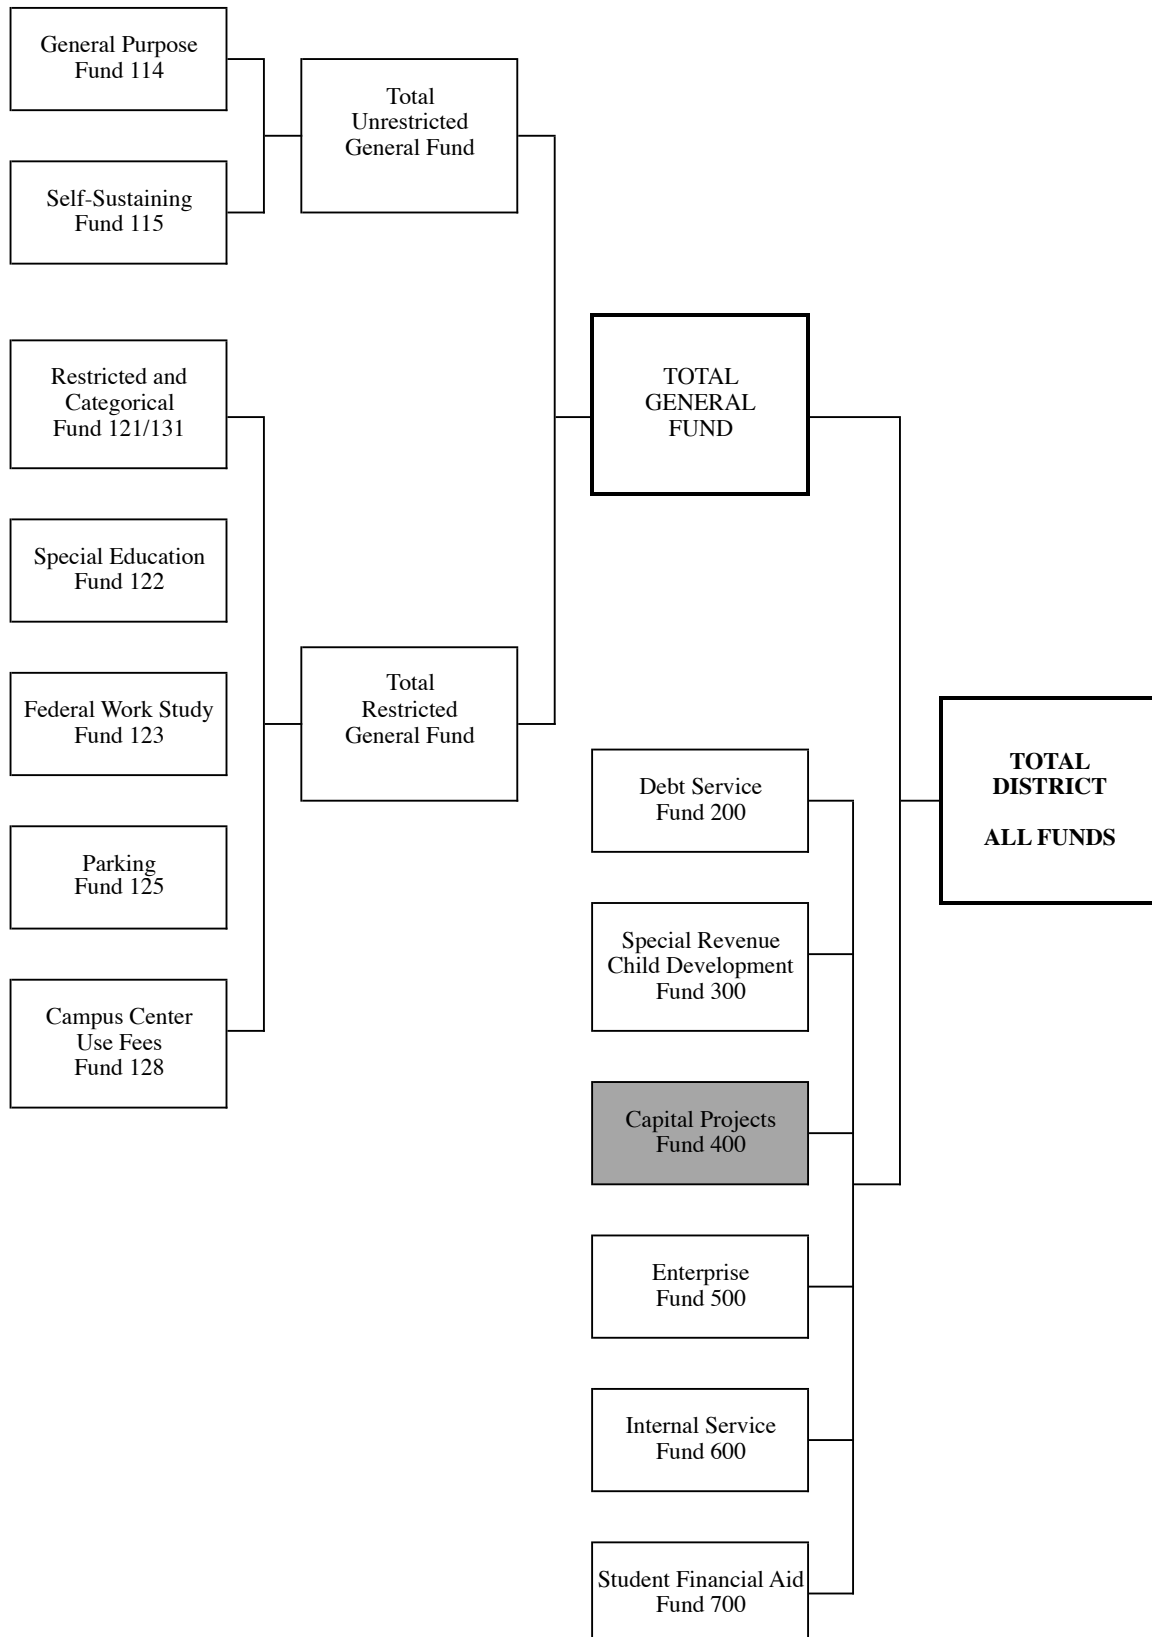 General Purpose
Fund 114
Self-Sustaining
Fund 115
Restricted and
Categorical
Fund 121/131
Special Education
Fund 122
Federal Work Study
Fund 123
Parking
Fund 125
Campus Center
Use Fees
Fund 128
Total
Unrestricted
General Fund
Total
Restricted
General Fund
TOTAL
GENERAL
FUND
Debt Service
Fund 200
Special Revenue
Child Development
Fund 300
Capital Projects
Fund 400
Enterprise
Fund 500
Internal Service
Fund 600
Student Financial Aid
Fund 700
TOTAL
DISTRICT
ALL FUNDS